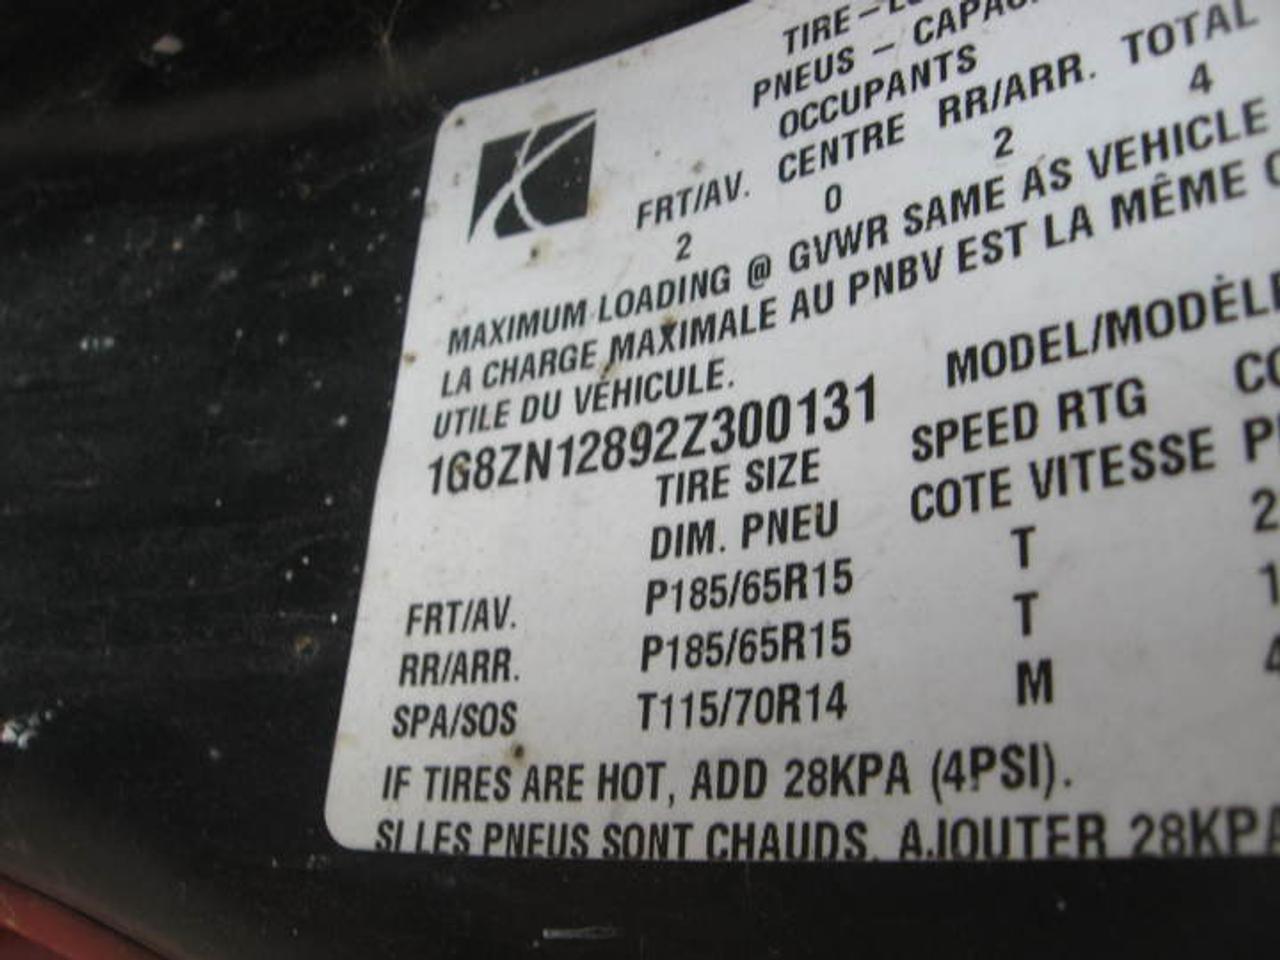 TIRE-LO
PNEUS - CAPAC
OCCUPANTS
FRT/AV. CENTRE RR/ARR. TOTAL
2 0 2 4
MAXIMUM LOADING @ GVWR SAME AS VEHICLE
LA CHARGE MAXIMALE AU PNBV EST LA MÊME
UTILE DU VÉHICULE.
1G8ZN12892Z300131 MODEL/MODÈLE
TIRE SIZE SPEED RTG
DIM. PNEU COTE VITESSE
FRT/AV. P185/65R15 T
RR/ARR. P185/65R15 T
SPA/SOS T115/70R14 M
IF TIRES ARE HOT, ADD 28KPA (4PSI).
SI LES PNEUS SONT CHAUDS, AJOUTER 28KPA